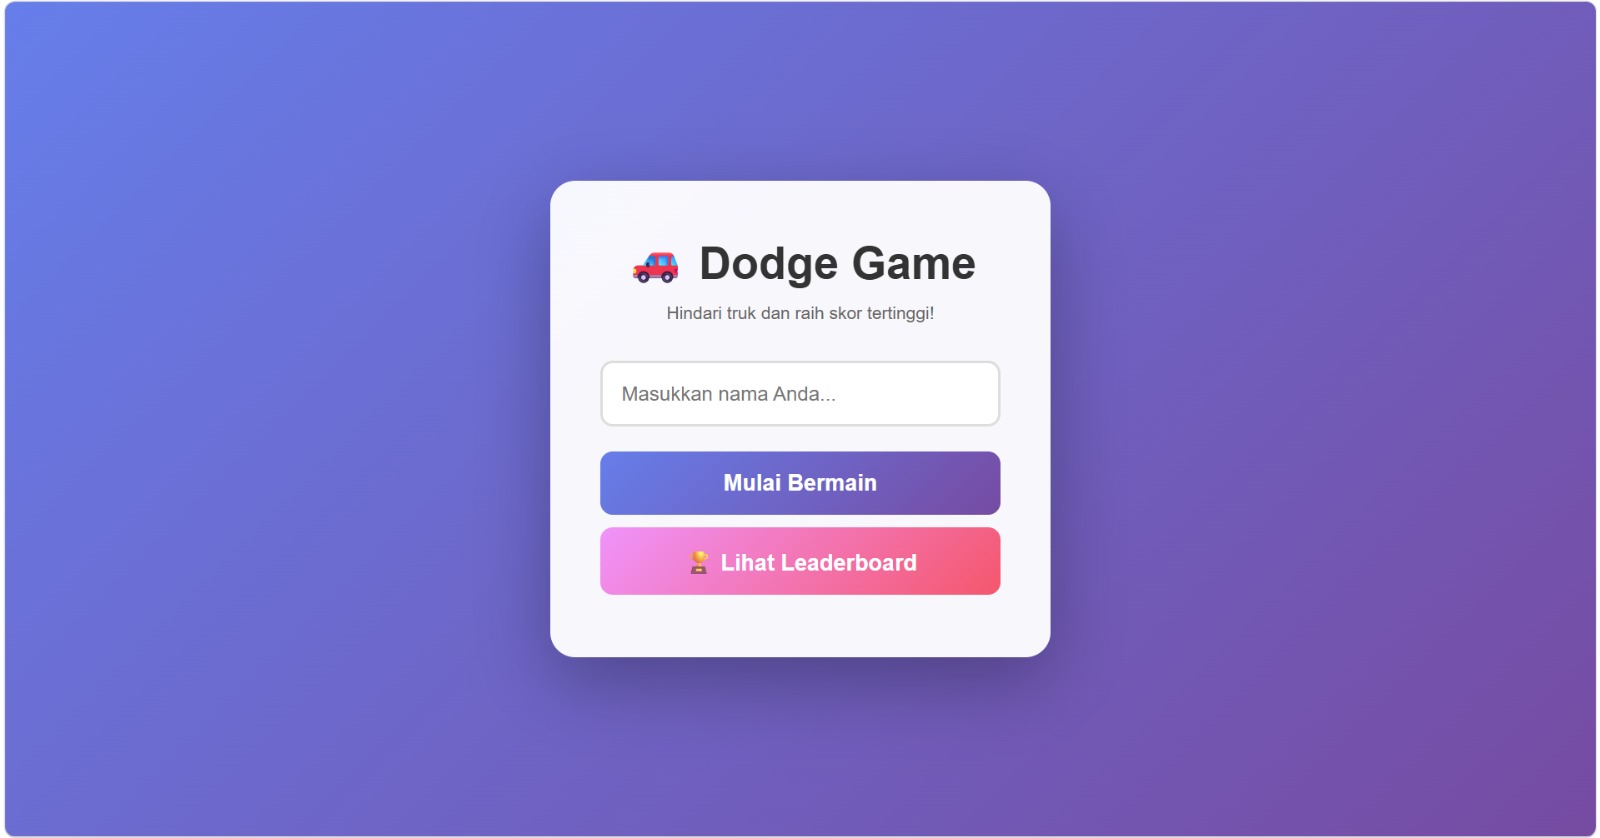 Dodge Game
Hindari truk dan raih skor tertinggi!
Masukkan nama Anda...
Mulai Bermain
Lihat Leaderboard